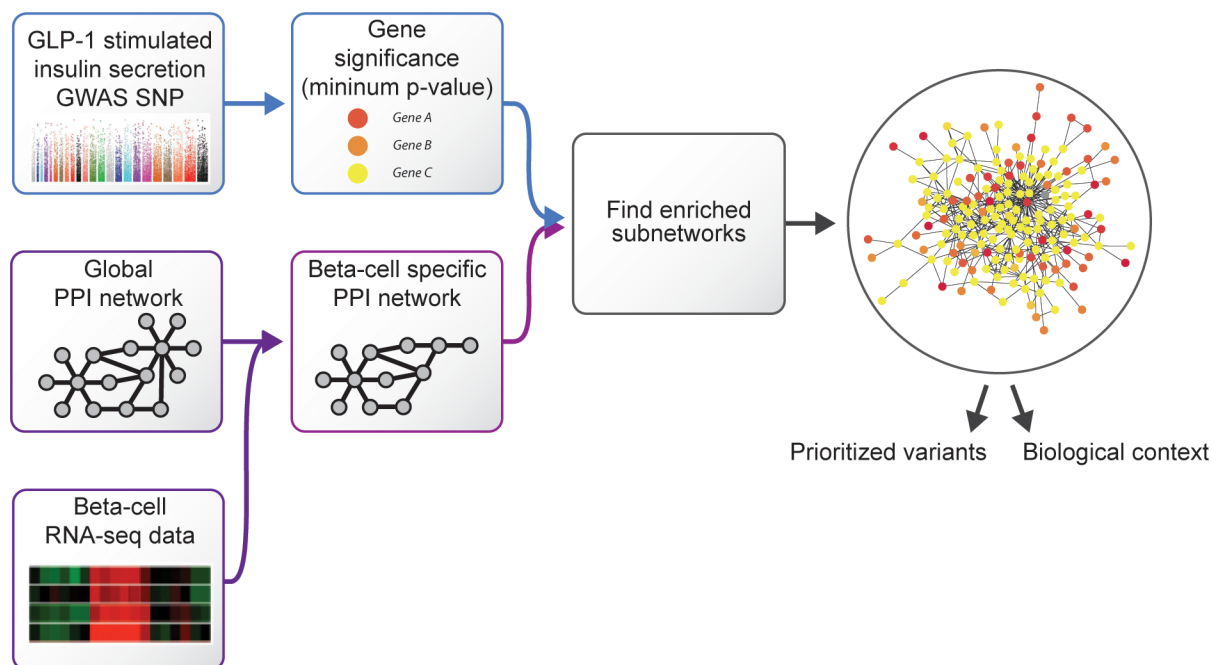 GLP-1 stimulated
insulin secretion
GWAS SNP
Gene
significance
(mininum p-value)
Gene A
Gene B
Gene C
Find enriched
subnetworks
Global
PPI network
Beta-cell specific
PPI network
Prioritized variants
Biological context
Beta-cell
RNA-seq data